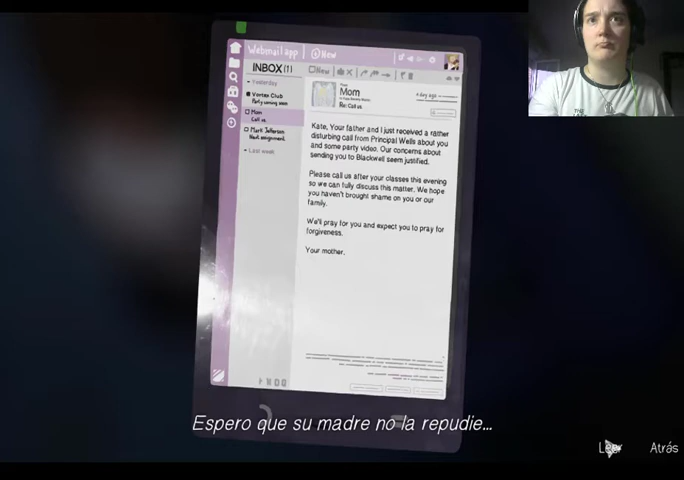 Webmail app New
INBOX (1)
New
Yesterday
Vortex Club
Party coming soon
Mom
Call us
Mark Jefferson
Next assignment
Last week
Mom
A day ago
Re: Call us
Kate, Your father and I just received a rather
disturbing call from Principal Wells about you
and some party video. Our concerns about
sending you to Blackwell seem justified.
Please call us after your classes this evening
so we can fully discuss this matter. We hope
you haven't brought shame on you or our
family.
We'll pray for you and expect you to pray for
forgiveness.
Your mother.
Espero que su madre no la repudie...
Leer Atrás